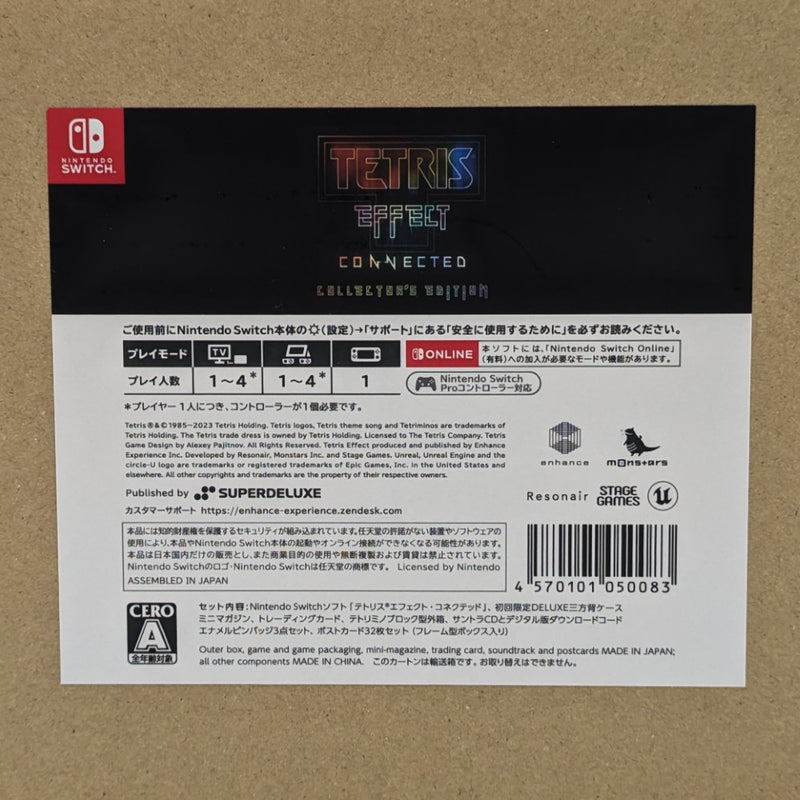 NINTENDO
SWITCH™
TETRIS
EFFECT
CONNECTED
COLLECTOR'S EDITION
ご使用前にNintendo Switch本体の (設定)→「サポート」にある「安全に使用するために」を必ずお読みください。
プレイモード TV
ONLINE 本ソフトには、「Nintendo Switch Online」
(有料)への加入が必要なモードや機能があります。
プレイ人数 1～4* 1～4* 1
Nintendo Switch
Proコントローラー対応
*プレイヤー1人につき、コントローラーが1個必要です。
Tetris®&©1985~2023 Tetris Holding. Tetris logos, Tetris theme song and Tetriminos are trademarks of
Tetris Holding. The Tetris trade dress is owned by Tetris Holding. Licensed to The Tetris Company. Tetris
Game Design by Alexey Pajitnov. All Rights Reserved. Tetris Effect produced and published by Enhance
Experience Inc. Developed by Resonair, Monstars Inc. and Stage Games. Unreal, Unreal Engine and the
circle-U logo are trademarks or registered trademarks of Epic Games, Inc. in the United States and
elsewhere. All other copyrights and trademarks are the property of their respective owners.
enhance monstars
Published by SUPERDELUXE
Resonair STAGE
GAMES
カスタマーサポート https://enhance-experience.zendesk.com
本品には知的財産権を保護するセキュリティが組み込まれています。任天堂の許諾がない装置やソフトウェアの
使用により、本品やNintendo Switch本体の起動やオンライン接続ができなくなる可能性があります。
本品は日本国内だけの販売とし、また商業目的の使用や無断複製および賃貸は禁止されています。
Nintendo Switchのロゴ・Nintendo Switchは任天堂の商標です。 Licensed by Nintendo
ASSEMBLED IN JAPAN
4 570101 050083
CERO
A
全年齢対象
セット内容：Nintendo Switchソフト「テトリス®エフェクト・コネクテッド」、初回限定DELUXE三方背ケース
ミニマガジン、トレーディングカード、テトリミノブロック型外箱、サントラCDとデジタル版ダウンロードコード
エナメルピンバッジ3点セット、ポストカード32枚セット (フレーム型ボックス入り)
Outer box, game and game packaging, mini-magazine, trading card, soundtrack and postcards MADE IN JAPAN;
all other components MADE IN CHINA. このカートンは輸送箱です。お取り替えはできません。